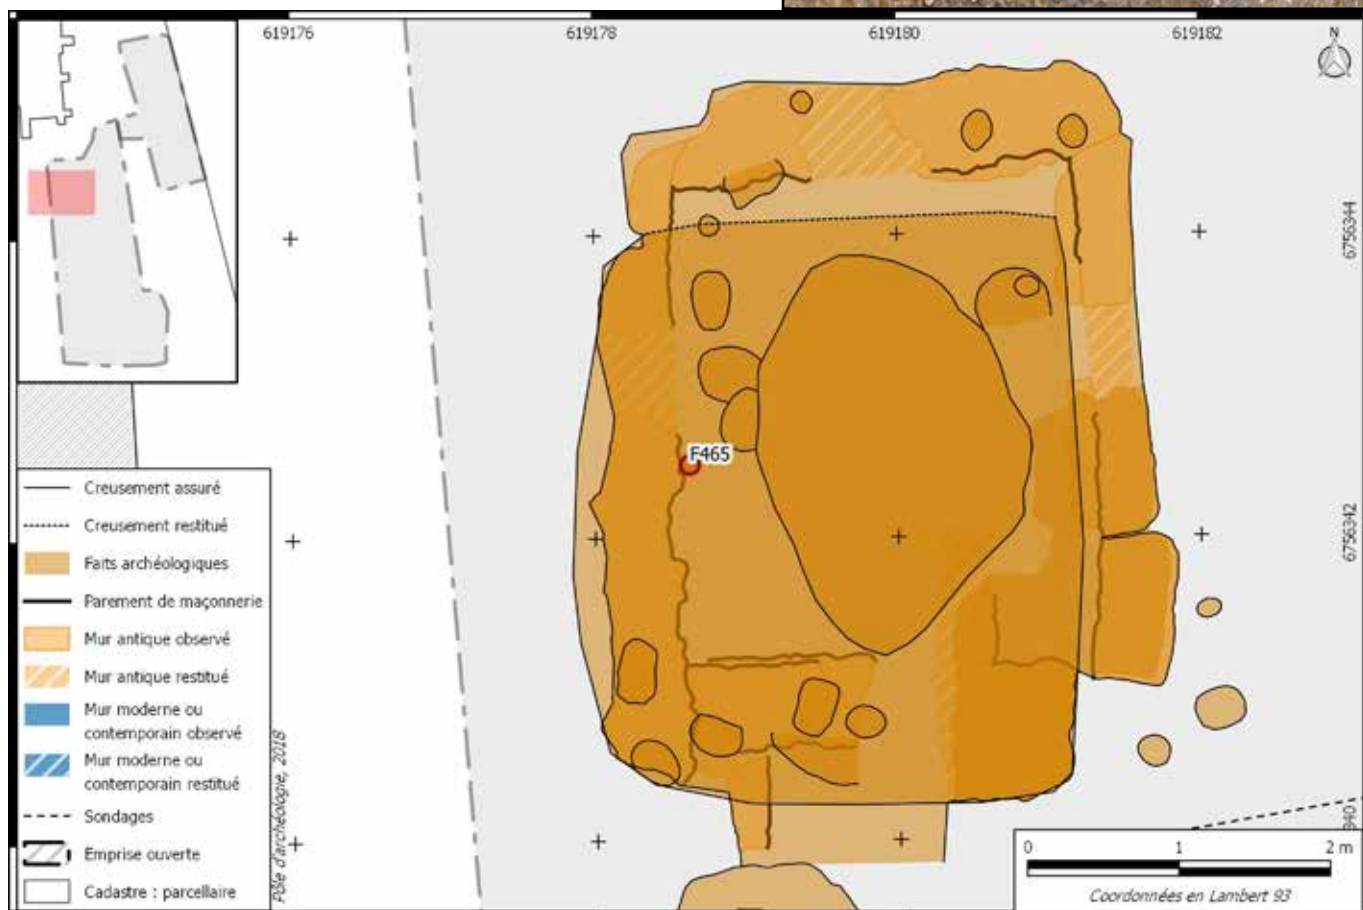 619176
619178
619180
619182
N
6756344
F465
6756342
Creusement assuré
Creusement restitué
Faits archéologiques
Parement de maçonnerie
Mur antique observé
Mur antique restitué
Mur moderne ou
contemporain observé
Mur moderne ou
contemporain restitué
Sondages
Emprise ouverte
Cadastre : parcellaire
Pôle d'archéologie, 2018
0 1 2 m
Coordonnées en Lambert 93